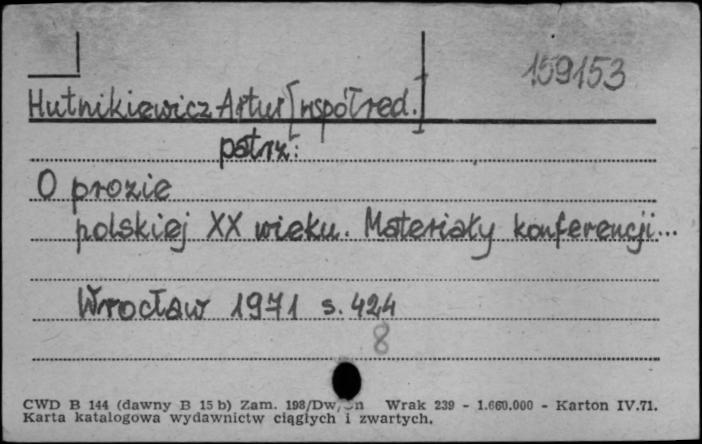 159153
Hutnikiewicz Artur [współred.]
patrz:
O prozie
polskiej XX wieku. Materiały konferencji...
Wrocław 1971 s. 424
8
CWD B 144 (dawny B 15 b) Zam. 198/Dw/ Wrak 239 - 1.660.000 - Karton IV.71.
Karta katalogowa wydawnictw ciągłych i zwartych.